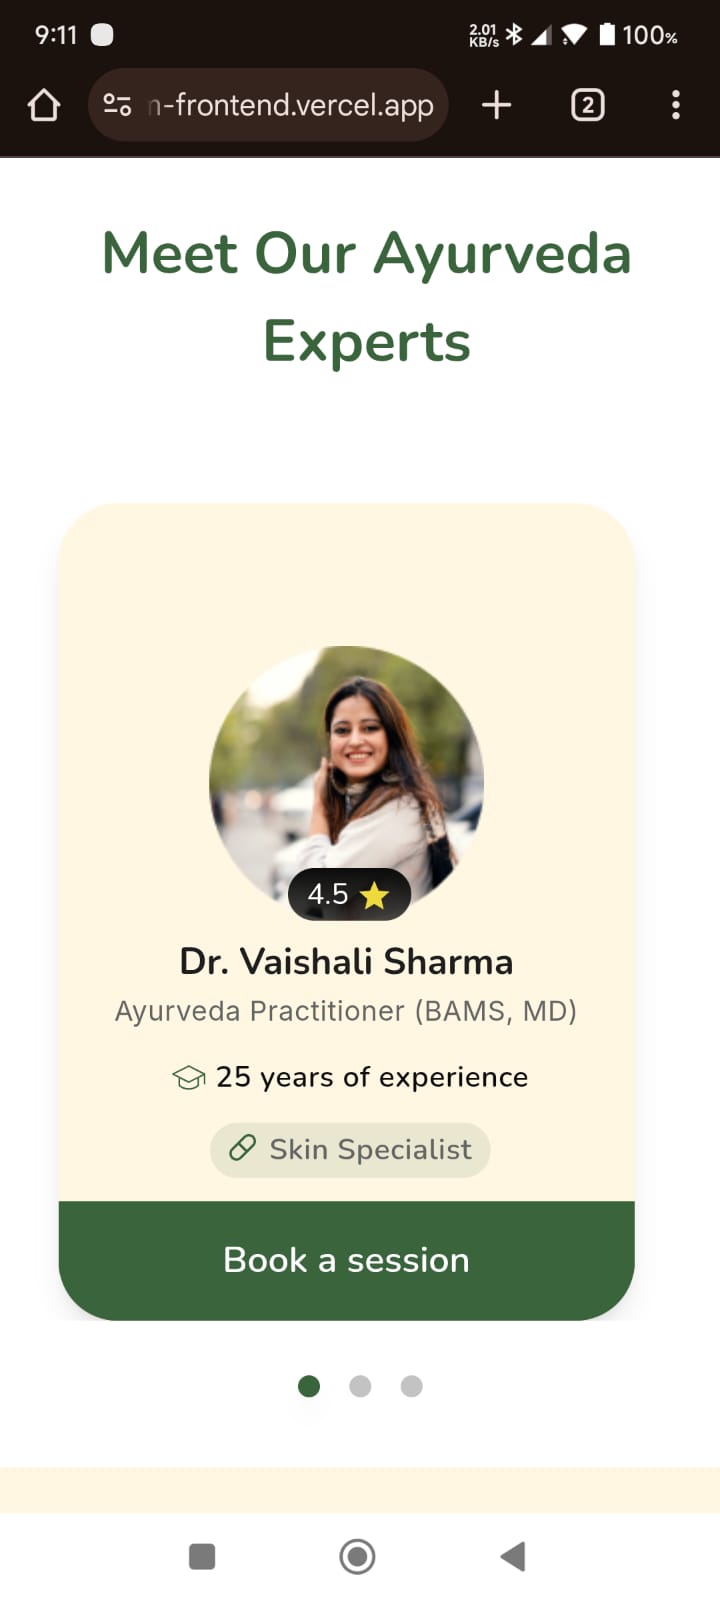 9:11
2.01
KB/s
100%
n-frontend.vercel.app
2
Meet Our Ayurveda
Experts
4.5
Dr. Vaishali Sharma
Ayurveda Practitioner (BAMS, MD)
25 years of experience
Skin Specialist
Book a session